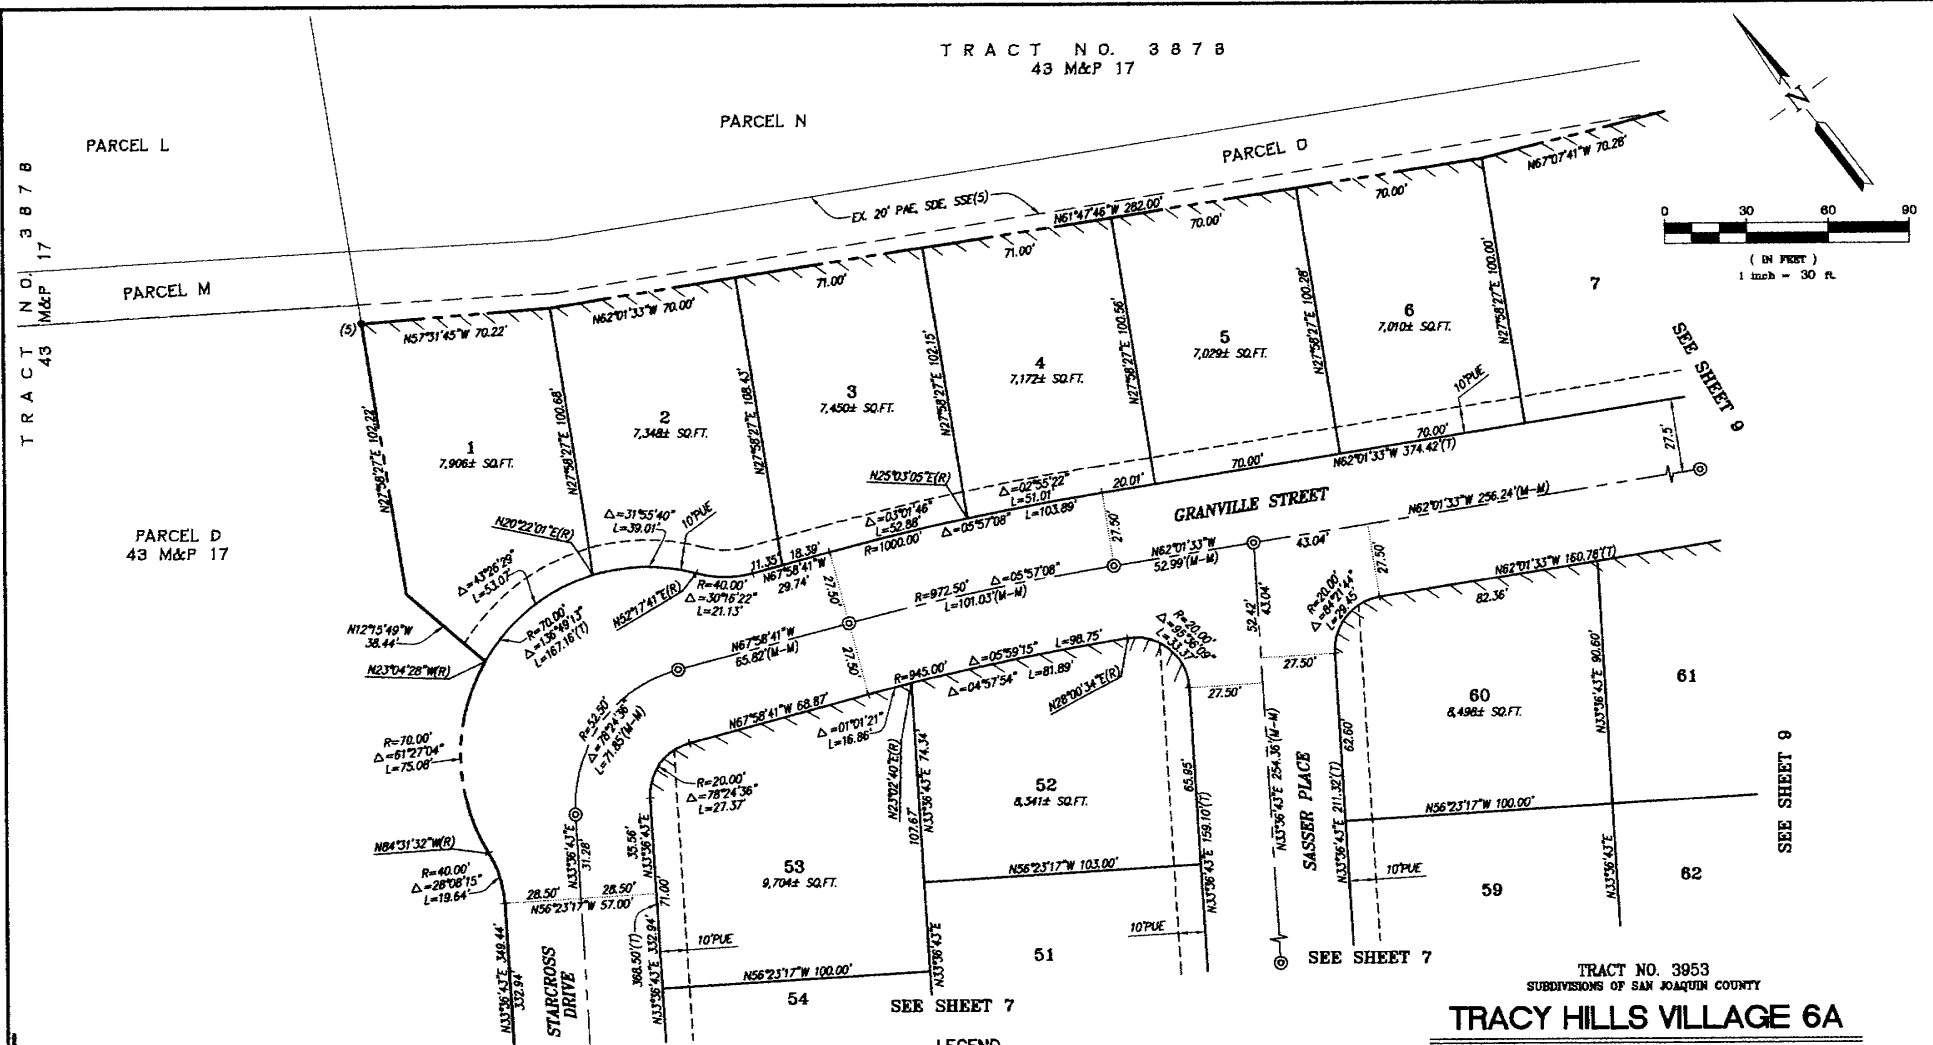 TRACT NO. 3878
43 M&P 17
PARCEL L
PARCEL N
PARCEL O
TRACT NO. 3878
43 M&P 17
PARCEL M
EX. 20' PAE, SDE, SSE(5)
N61°47'46"W 282.00'
N67°07'41"W 70.28'
N
0 30 60 90
( IN FEET )
1 inch = 30 ft.
(5)
N57°31'45"W 70.22'
N62°01'33"W 70.00'
71.00'
71.00'
70.00'
70.00'
N27°58'27"E 102.22'
N27°58'27"E 100.68'
N27°58'27"E 108.43'
N27°58'27"E 102.15'
N27°58'27"E 100.56'
N27°58'27"E 100.28'
N27°58'27"E 100.00'
1
7,906± SQ.FT.
2
7,348± SQ.FT.
3
7,450± SQ.FT.
4
7,172± SQ.FT.
5
7,029± SQ.FT.
6
7,010± SQ.FT.
7
SEE SHEET 9
10'PUE
PARCEL D
43 M&P 17
N20°22'01"E(R)
Δ=31°55'40"
L=39.01'
10'PUE
N25°03'05"E(R)
Δ=03°01'46"
L=52.88'
R=1000.00'
Δ=05°57'08"
L=103.89'
Δ=02°55'22"
L=51.01'
20.01'
70.00'
70.00'
N62°01'33"W 374.42'(T)
27.5'
GRANVILLE STREET
N62°01'33"W 256.24'(M-M)
Δ=43°26'29"
L=53.07'
R=70.00'
Δ=136°49'13"
L=167.16'(T)
N52°17'41"E(R)
R=40.00'
Δ=30°16'22"
L=21.13'
11.35'
18.39'
N67°58'41"W
29.74'
27.50'
27.50'
27.50'
27.50'
N62°01'33"W
52.99'(M-M)
43.04'
R=972.50'
Δ=05°57'08"
L=101.03'(M-M)
N12°15'49"W
38.44'
N23°04'28"W(R)
N67°58'41"W
65.82'(M-M)
52.42'
43.04'
R=20.00'
Δ=84°21'44"
L=29.45'
N62°01'33"W 160.78'(T)
82.36'
R=20.00'
Δ=95°36'09"
L=33.37'
R=945.00'
Δ=05°59'15"
L=98.75'
Δ=04°57'54"
L=81.89'
N28°00'34"E(R)
27.50'
27.50'
R=52.50'
Δ=78°24'36"
L=71.85'(M-M)
N67°58'41"W 68.87'
Δ=01°01'21"
L=16.86'
N23°02'40"E(R)
R=70.00'
Δ=61°27'04"
L=75.08'
R=20.00'
Δ=78°24'36"
L=27.37'
N33°36'43"E 74.34'
107.67'
52
8,341± SQ.FT.
65.95'
N33°36'43"E 159.10'(T)
N33°36'43"E 254.36'(M-M)
SASSER PLACE
62.60'
N33°36'43"E 211.32'(T)
60
8,498± SQ.FT.
N33°36'43"E 90.60'
61
SEE SHEET 9
N56°23'17"W 100.00'
N84°31'32"W(R)
R=40.00'
Δ=28°08'15"
L=19.64'
N33°36'43"E
31.28'
35.56'
N33°36'43"E
71.00'
53
9,704± SQ.FT.
N56°23'17"W 103.00'
28.50'
28.50'
N56°23'17"W 57.00'
10'PUE
59
N33°36'43"E
62
N33°36'43"E 349.44'
332.94'
STARCROSS
DRIVE
368.50'(T)
N33°36'43"E 332.94'
10'PUE
N56°23'17"W 100.00'
54
N33°36'43"E
51
10'PUE
SEE SHEET 7
SEE SHEET 7
TRACT NO. 3953
SUBDIVISIONS OF SAN JOAQUIN COUNTY
TRACY HILLS VILLAGE 6A
LEGEND